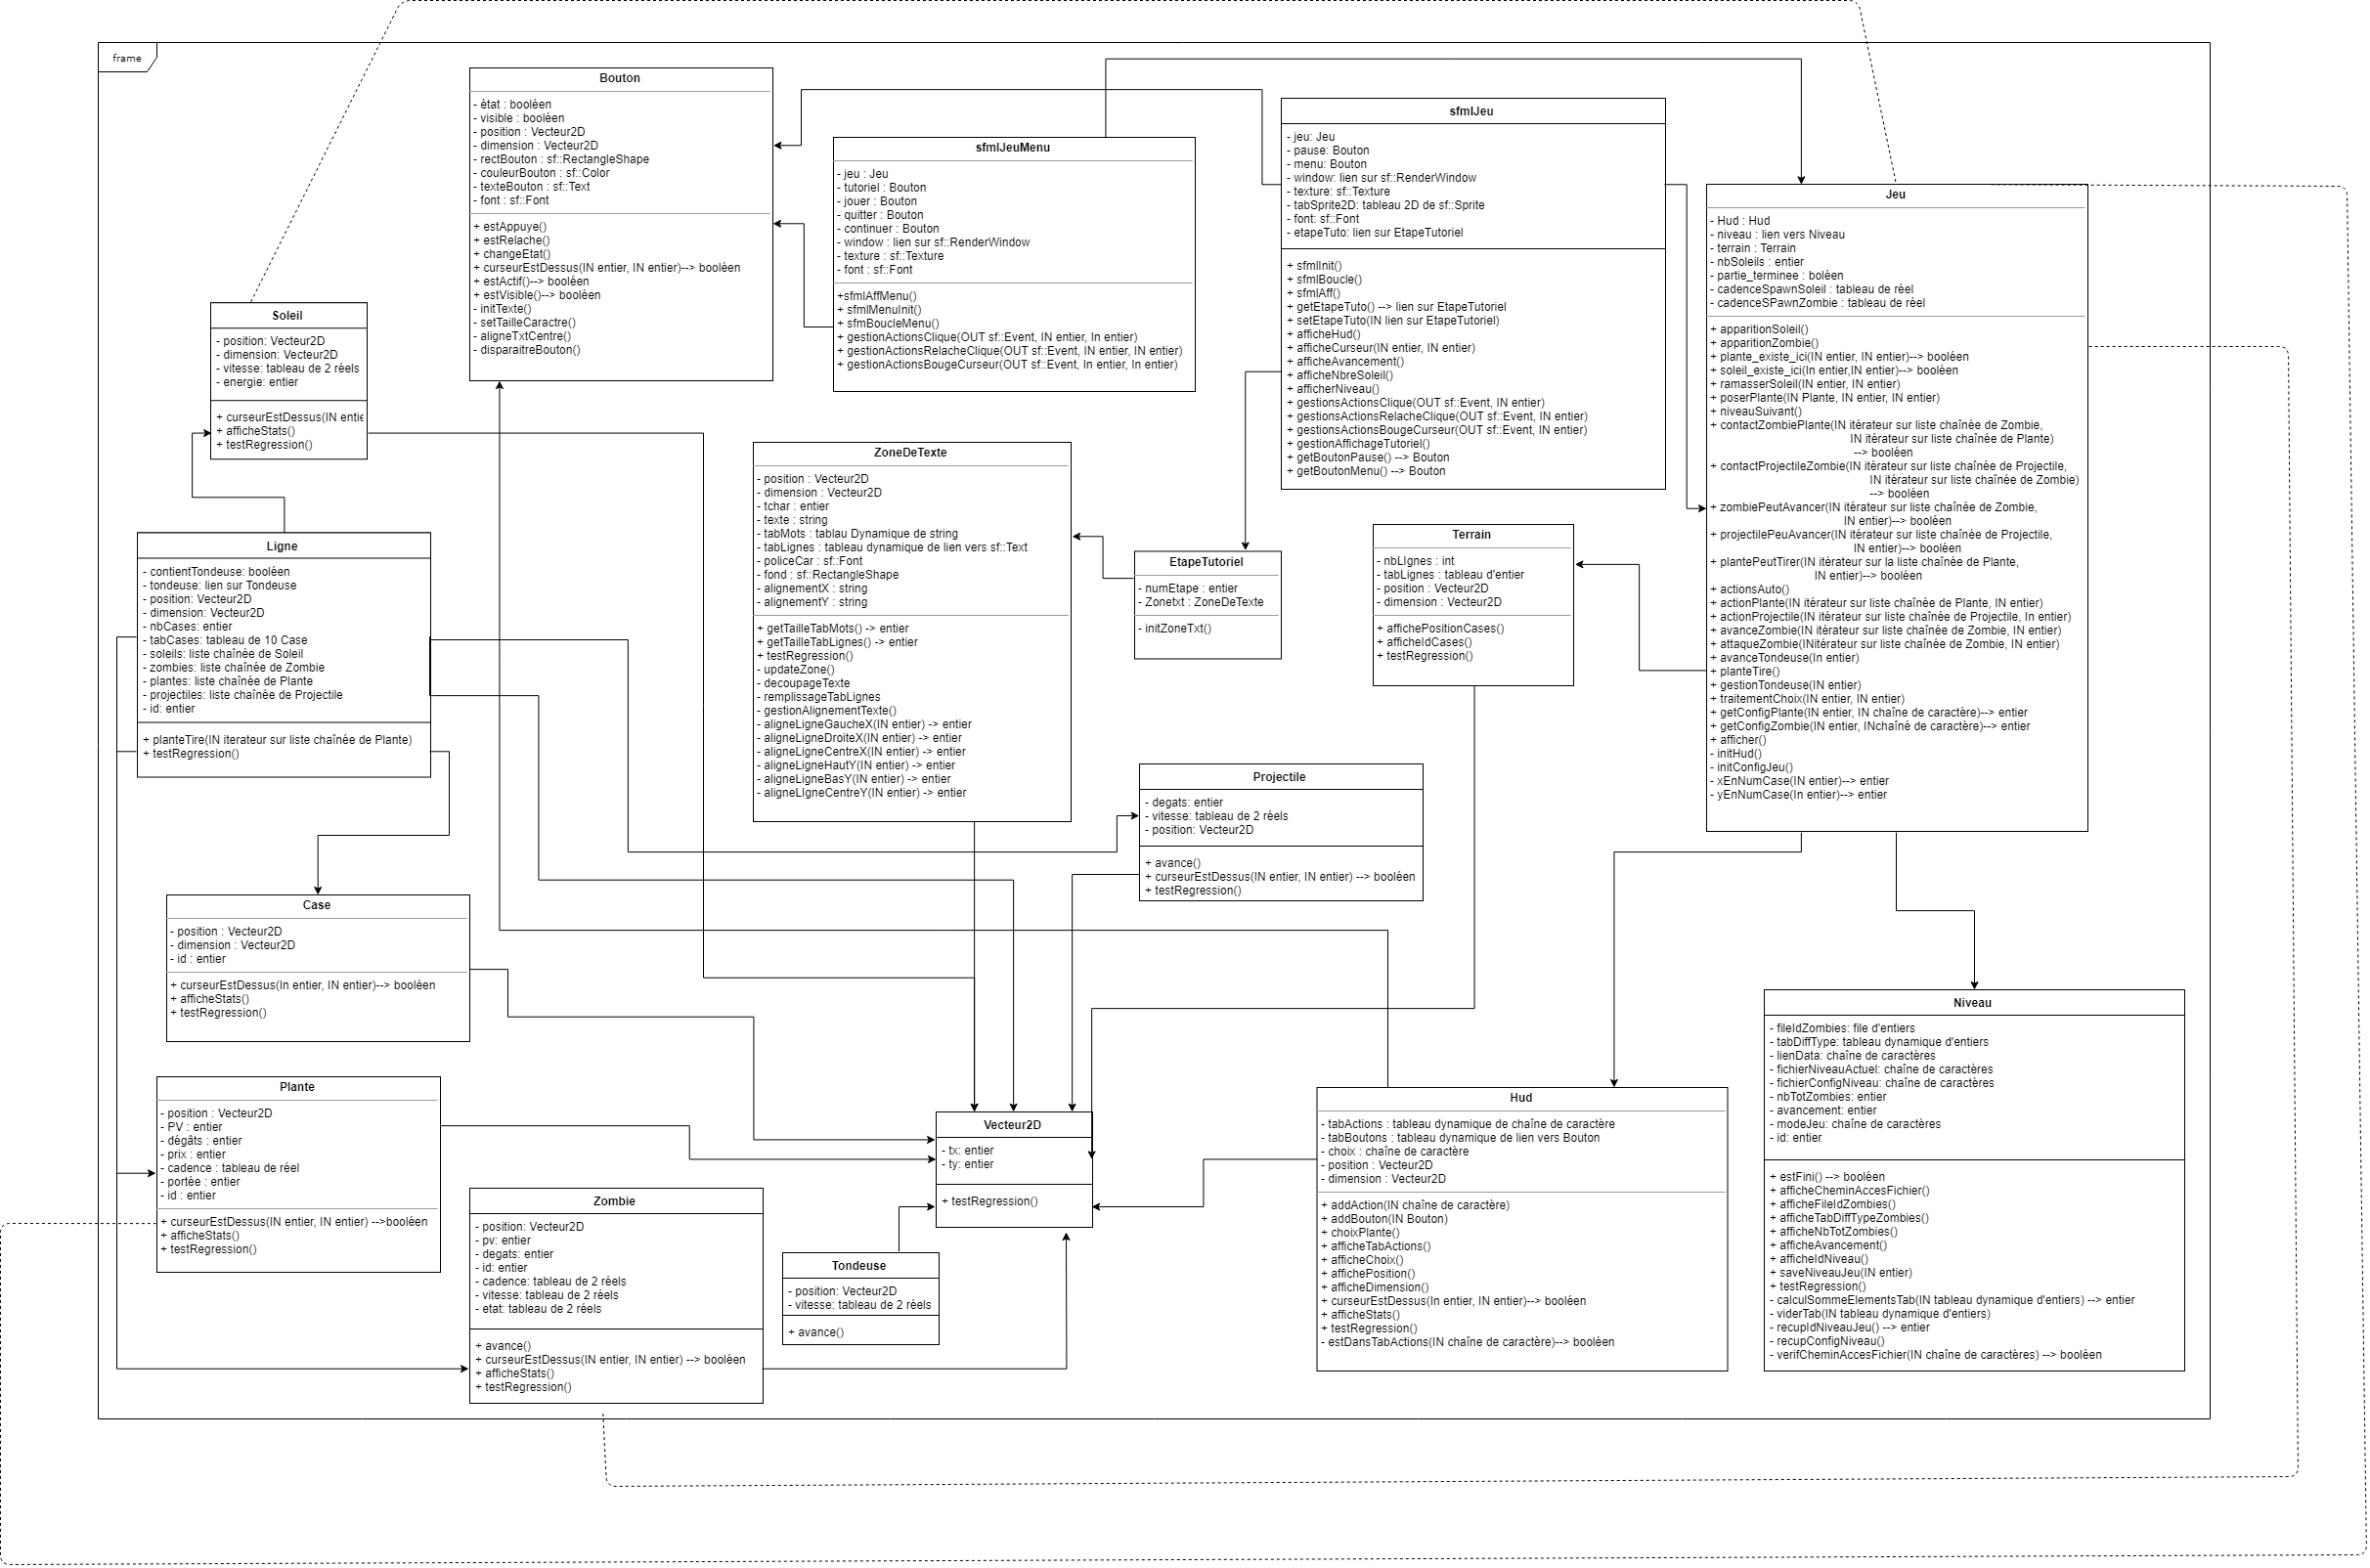 frame
Bouton
- état : booléen
- visible : booléen
- position : Vecteur2D
- dimension : Vecteur2D
- rectBouton : sf::RectangleShape
- couleurBouton : sf::Color
- texteBouton : sf::Text
- font : sf::Font
+ estAppuye()
+ estRelache()
+ changeEtat()
+ curseurEstDessus(IN entier, IN entier)--> booléen
+ estActif()--> booléen
+ estVisible()--> booléen
- initTexte()
- setTailleCaractre()
- aligneTxtCentre()
- disparaitreBouton()
sfmlJeuMenu
- jeu : Jeu
- tutoriel : Bouton
- jouer : Bouton
- quitter : Bouton
- continuer : Bouton
- window : lien sur sf::RenderWindow
- texture : sf::Texture
- font : sf::Font
+sfmlAffMenu()
+ sfmlMenuInit()
+ sfmBoucleMenu()
+ gestionActionsClique(OUT sf::Event, IN entier, In entier)
+ gestionActionsRelacheClique(OUT sf::Event, IN entier, IN entier)
+ gestionActionsBougeCurseur(OUT sf::Event, In entier, In entier)
sfmlJeu
- jeu: Jeu
- pause: Bouton
- menu: Bouton
- window: lien sur sf::RenderWindow
- texture: sf::Texture
- tabSprite2D: tableau 2D de sf::Sprite
- font: sf::Font
- etapeTuto: lien sur EtapeTutoriel
+ sfmlInit()
+ sfmlBoucle()
+ sfmlAff()
+ getEtapeTuto() --> lien sur EtapeTutoriel
+ setEtapeTuto(IN lien sur EtapeTutoriel)
+ afficheHud()
+ afficheCurseur(IN entier, IN entier)
+ afficheAvancement()
+ afficheNbreSoleil()
+ afficherNiveau()
+ gestionsActionsClique(OUT sf::Event, IN entier)
+ gestionsActionsRelacheClique(OUT sf::Event, IN entier)
+ gestionsActionsBougeCurseur(OUT sf::Event, IN entier)
+ gestionAffichageTutoriel()
+ getBoutonPause() --> Bouton
+ getBoutonMenu() --> Bouton
Jeu
- Hud : Hud
- niveau : lien vers Niveau
- terrain : Terrain
- nbSoleils : entier
- partie_terminee : boléen
- cadenceSpawnSoleil : tableau de réel
- cadenceSPawnZombie : tableau de réel
+ apparitionSoleil()
+ apparitionZombie()
+ plante_existe_ici(IN entier, IN entier)--> booléen
+ soleil_existe_ici(In entier,IN entier)--> booléen
+ ramasserSoleil(IN entier, IN entier)
+ poserPlante(IN Plante, IN entier, IN entier)
+ niveauSuivant()
+ contactZombiePlante(IN itérateur sur liste chaînée de Zombie,
IN itérateur sur liste chaînée de Plante)
--> booléen
+ contactProjectileZombie(IN itérateur sur liste chaînée de Projectile,
IN itérateur sur liste chaînée de Zombie)
--> booléen
+ zombiePeutAvancer(IN itérateur sur liste chaînée de Zombie,
IN entier)--> booléen
+ projectilePeuAvancer(IN itérateur sur liste chaînée de Projectile,
IN entier)--> booléen
+ plantePeutTirer(IN itérateur sur la liste chaînée de Plante,
IN entier)--> booléen
+ actionsAuto()
+ actionPlante(IN itérateur sur liste chaînée de Plante, IN entier)
+ actionProjectile(IN itérateur sur liste chaînée de Projectile, In entier)
+ avanceZombie(IN itérateur sur liste chaînée de Zombie, IN entier)
+ attaqueZombie(INitérateur sur liste chaînée de Zombie, IN entier)
+ avanceTondeuse(In entier)
+ planteTire()
+ gestionTondeuse(IN entier)
+ traitementChoix(IN entier, IN entier)
+ getConfigPlante(IN entier, IN chaîne de caractère)--> entier
+ getConfigZombie(IN entier, INchaîné de caractère)--> entier
+ afficher()
- initHud()
- initConfigJeu()
- xEnNumCase(IN entier)--> entier
- yEnNumCase(In entier)--> entier
Soleil
- position: Vecteur2D
- dimension: Vecteur2D
- vitesse: tableau de 2 réels
- energie: entier
+ curseurEstDessus(IN entie
+ afficheStats()
+ testRegression()
Ligne
- contientTondeuse: booléen
- tondeuse: lien sur Tondeuse
- position: Vecteur2D
- dimension: Vecteur2D
- nbCases: entier
- tabCases: tableau de 10 Case
- soleils: liste chaînée de Soleil
- zombies: liste chaînée de Zombie
- plantes: liste chaînée de Plante
- projectiles: liste chaînée de Projectile
- id: entier
+ planteTire(IN iterateur sur liste chaînée de Plante)
+ testRegression()
ZoneDeTexte
- position : Vecteur2D
- dimension : Vecteur2D
- tchar : entier
- texte : string
- tabMots : tablau Dynamique de string
- tabLignes : tableau dynamique de lien vers sf::Text
- policeCar : sf::Font
- fond : sf::RectangleShape
- alignementX : string
- alignementY : string
+ getTailleTabMots() -> entier
+ getTailleTabLignes() -> entier
+ testRegression()
- updateZone()
- decoupageTexte
- remplissageTabLignes
- gestionAlignementTexte()
- aligneLigneGaucheX(IN entier) -> entier
- aligneLigneDroiteX(IN entier) -> entier
- aligneLigneCentreX(IN entier) -> entier
- aligneLigneHautY(IN entier) -> entier
- aligneLigneBasY(IN entier) -> entier
- aligneLIgneCentreY(IN entier) -> entier
EtapeTutoriel
- numEtape : entier
- Zonetxt : ZoneDeTexte
- initZoneTxt()
Terrain
- nbLIgnes : int
- tabLignes : tableau d'entier
- position : Vecteur2D
- dimension : Vecteur2D
+ affichePositionCases()
+ afficheIdCases()
+ testRegression()
Projectile
- degats: entier
- vitesse: tableau de 2 réels
- position: Vecteur2D
+ avance()
+ curseurEstDessus(IN entier, IN entier) --> booléen
+ testRegression()
Case
- position : Vecteur2D
- dimension : Vecteur2D
- id : entier
+ curseurEstDessus(In entier, IN entier)--> booléen
+ afficheStats()
+ testRegression()
Plante
- position : Vecteur2D
- PV : entier
- dégâts : entier
- prix : entier
- cadence : tableau de réel
- portée : entier
- id : entier
+ curseurEstDessus(IN entier, IN entier) -->booléen
+ afficheStats()
+ testRegression()
Zombie
- position: Vecteur2D
- pv: entier
- degats: entier
- id: entier
- cadence: tableau de 2 réels
- vitesse: tableau de 2 réels
- etat: tableau de 2 réels
+ avance()
+ curseurEstDessus(IN entier, IN entier) --> booléen
+ afficheStats()
+ testRegression()
Vecteur2D
- tx: entier
- ty: entier
+ testRegression()
Tondeuse
- position: Vecteur2D
- vitesse: tableau de 2 réels
+ avance()
Hud
- tabActions : tableau dynamique de chaîne de caractère
- tabBoutons : tableau dynamique de lien vers Bouton
- choix : chaîne de caractère
- position : Vecteur2D
- dimension : Vecteur2D
+ addAction(IN chaîne de caractère)
+ addBouton(IN Bouton)
+ choixPlante()
+ afficheTabActions()
+ afficheChoix()
+ affichePosition()
+ afficheDimension()
+ curseurEstDessus(In entier, IN entier)--> booléen
+ afficheStats()
+ testRegression()
- estDansTabActions(IN chaîne de caractère)--> booléen
Niveau
- fileIdZombies: file d'entiers
- tabDiffType: tableau dynamique d'entiers
- lienData: chaîne de caractères
- fichierNiveauActuel: chaîne de caractères
- fichierConfigNiveau: chaîne de caractères
- nbTotZombies: entier
- avancement: entier
- modeJeu: chaîne de caractères
- id: entier
+ estFini() --> booléen
+ afficheCheminAccesFichier()
+ afficheFileIdZombies()
+ afficheTabDiffTypeZombies()
+ afficheNbTotZombies()
+ afficheAvancement()
+ afficheIdNiveau()
+ saveNiveauJeu(IN entier)
+ testRegression()
- calculSommeElementsTab(IN tableau dynamique d'entiers) --> entier
- viderTab(IN tableau dynamique d'entiers)
- recupIdNiveauJeu() --> entier
- recupConfigNiveau()
- verifCheminAccesFichier(IN chaîne de caractères) --> booléen